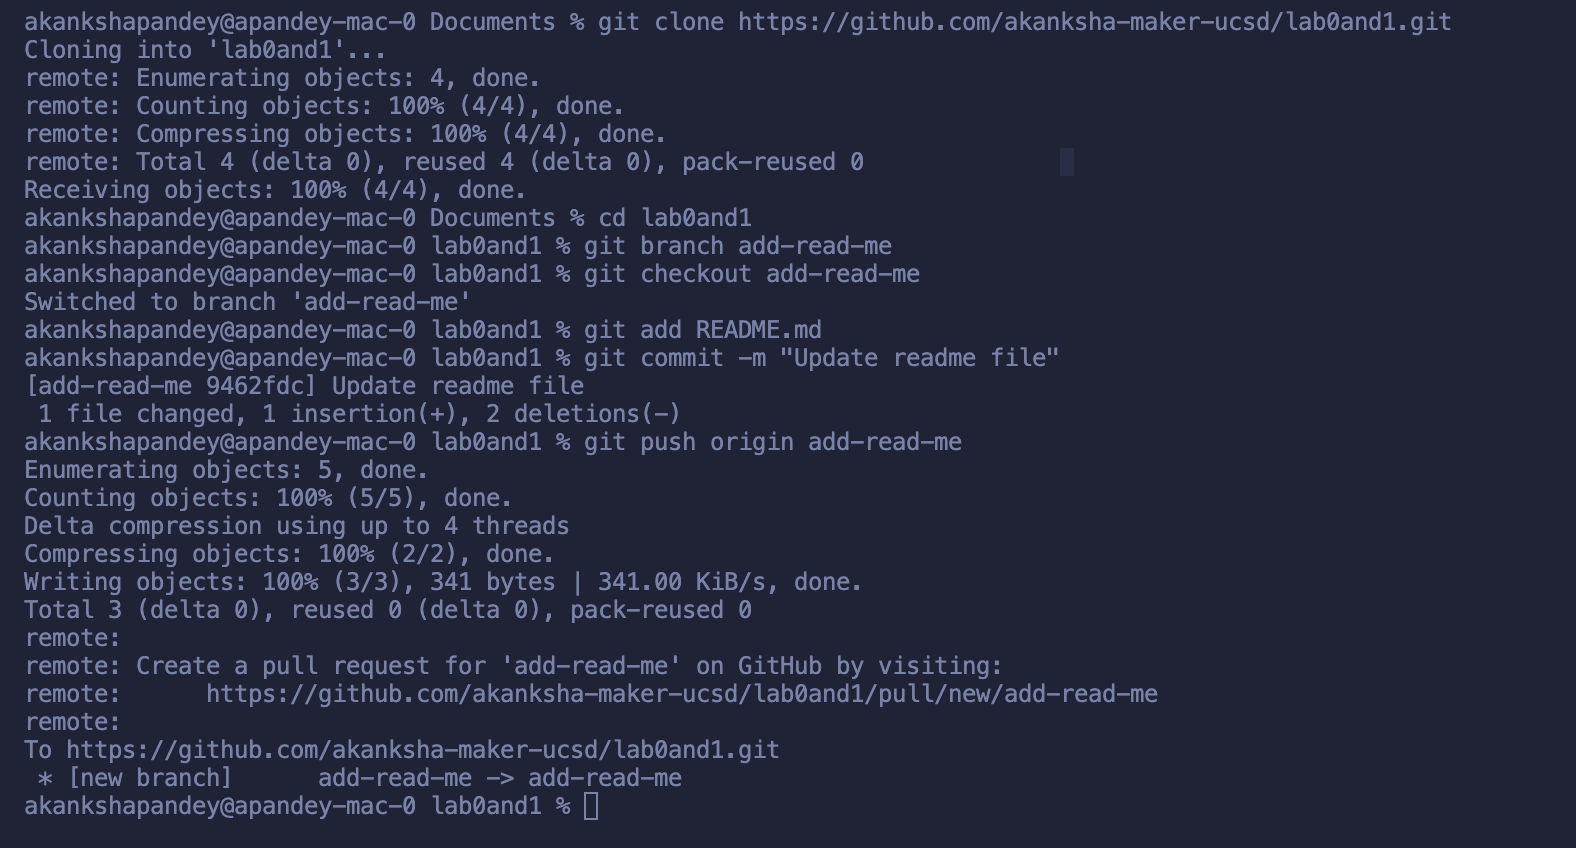 akankshapandey@apandey-mac-0 Documents % git clone https://github.com/akanksha-maker-ucsd/lab0and1.git
Cloning into 'lab0and1'...
remote: Enumerating objects: 4, done.
remote: Counting objects: 100% (4/4), done.
remote: Compressing objects: 100% (4/4), done.
remote: Total 4 (delta 0), reused 4 (delta 0), pack-reused 0
Receiving objects: 100% (4/4), done.
akankshapandey@apandey-mac-0 Documents % cd lab0and1
akankshapandey@apandey-mac-0 lab0and1 % git branch add-read-me
akankshapandey@apandey-mac-0 lab0and1 % git checkout add-read-me
Switched to branch 'add-read-me'
akankshapandey@apandey-mac-0 lab0and1 % git add README.md
akankshapandey@apandey-mac-0 lab0and1 % git commit -m "Update readme file"
[add-read-me 9462fdc] Update readme file
 1 file changed, 1 insertion(+), 2 deletions(-)
akankshapandey@apandey-mac-0 lab0and1 % git push origin add-read-me
Enumerating objects: 5, done.
Counting objects: 100% (5/5), done.
Delta compression using up to 4 threads
Compressing objects: 100% (2/2), done.
Writing objects: 100% (3/3), 341 bytes | 341.00 KiB/s, done.
Total 3 (delta 0), reused 0 (delta 0), pack-reused 0
remote:
remote: Create a pull request for 'add-read-me' on GitHub by visiting:
remote:      https://github.com/akanksha-maker-ucsd/lab0and1/pull/new/add-read-me
remote:
To https://github.com/akanksha-maker-ucsd/lab0and1.git
 * [new branch]      add-read-me -> add-read-me
akankshapandey@apandey-mac-0 lab0and1 %